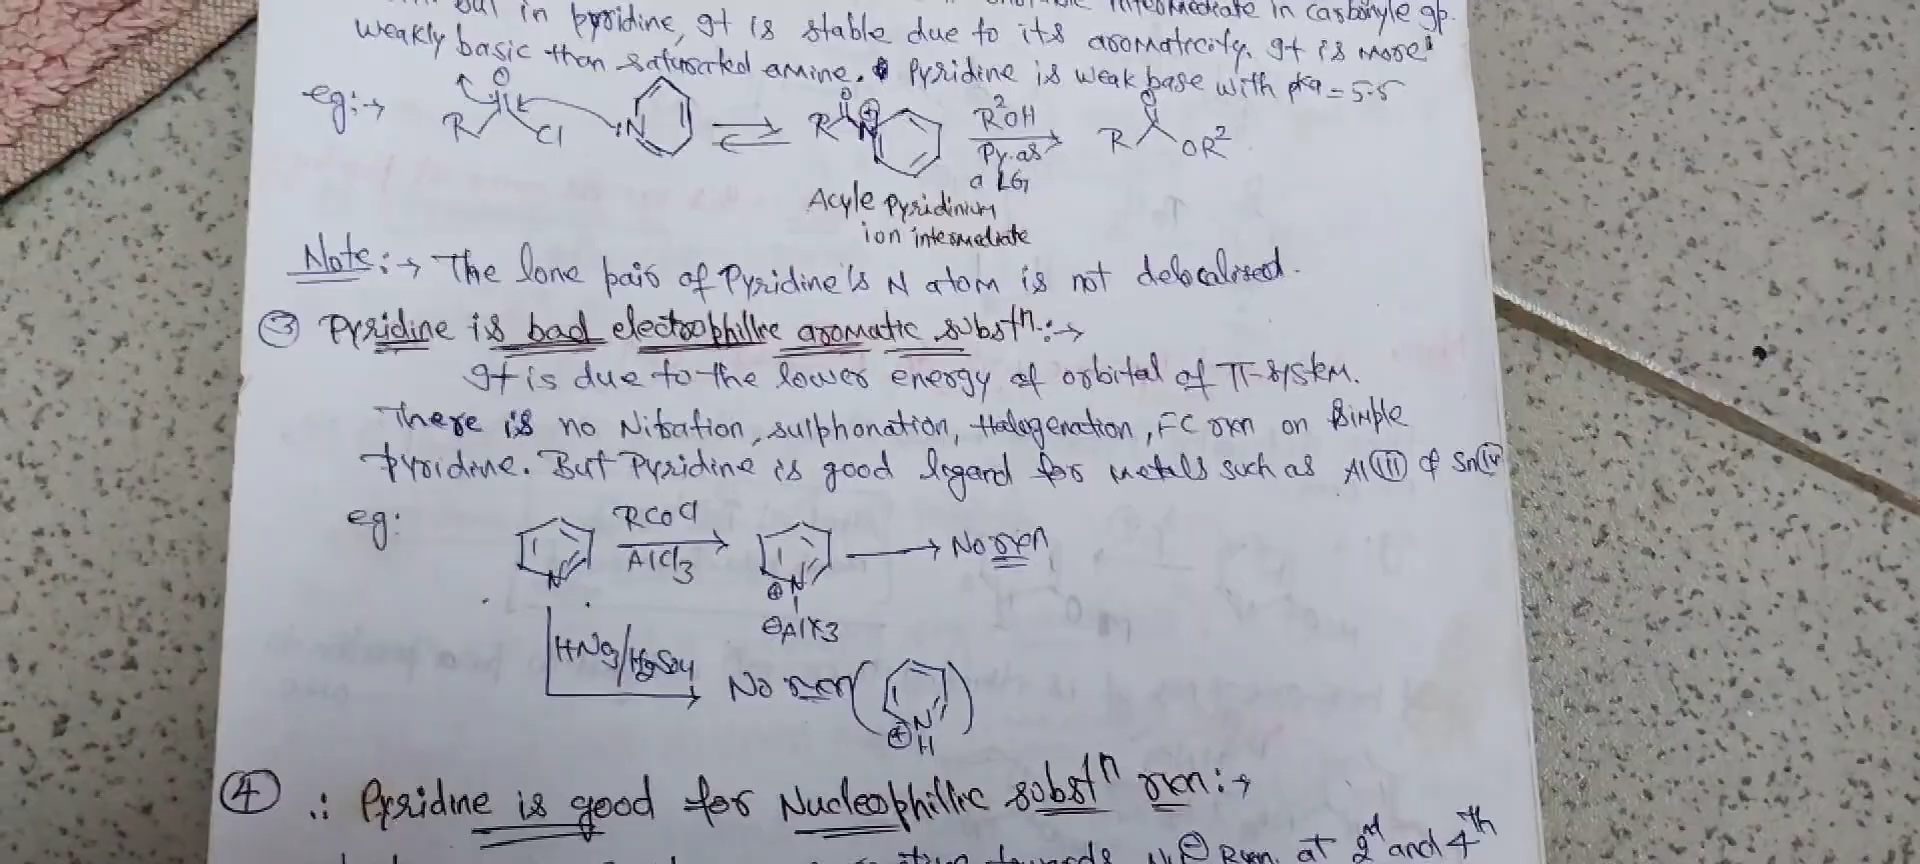 but in pyridine, It is stable due to its aromaticity. It is more
intermediate in carbonyle gp.
weakly basic than saturated amine. Pyridine is weak base with pka = 5.5
eg:→ R O Cl :N ⇌ R O ⊕ N R²OH Py. as a LG → R O OR²
Acyle Pyridinium
ion intermediate
Note:→ The lone pair of Pyridine's N atom is not delocalised.
③ Pyridine is bad electrophillic aromatic substⁿ:→
It is due to the lower energy of orbital of π-system.
There is no Nitration, sulphonation, Halogenation, FC rxn on Simple
Pyridine. But Pyridine is good ligand for metals such as Al(III) & Sn(IV)
eg: N RCOCl AlCl3 → ⊕N ⊖AlX3 → No rxn
HNO3/H2SO4 → No rxn (⊕N H)
④ ∴ Pyridine is good for Nucleophillic substⁿ rxn:→
towards Nu⊖ Rxn. at 2nd and 4th